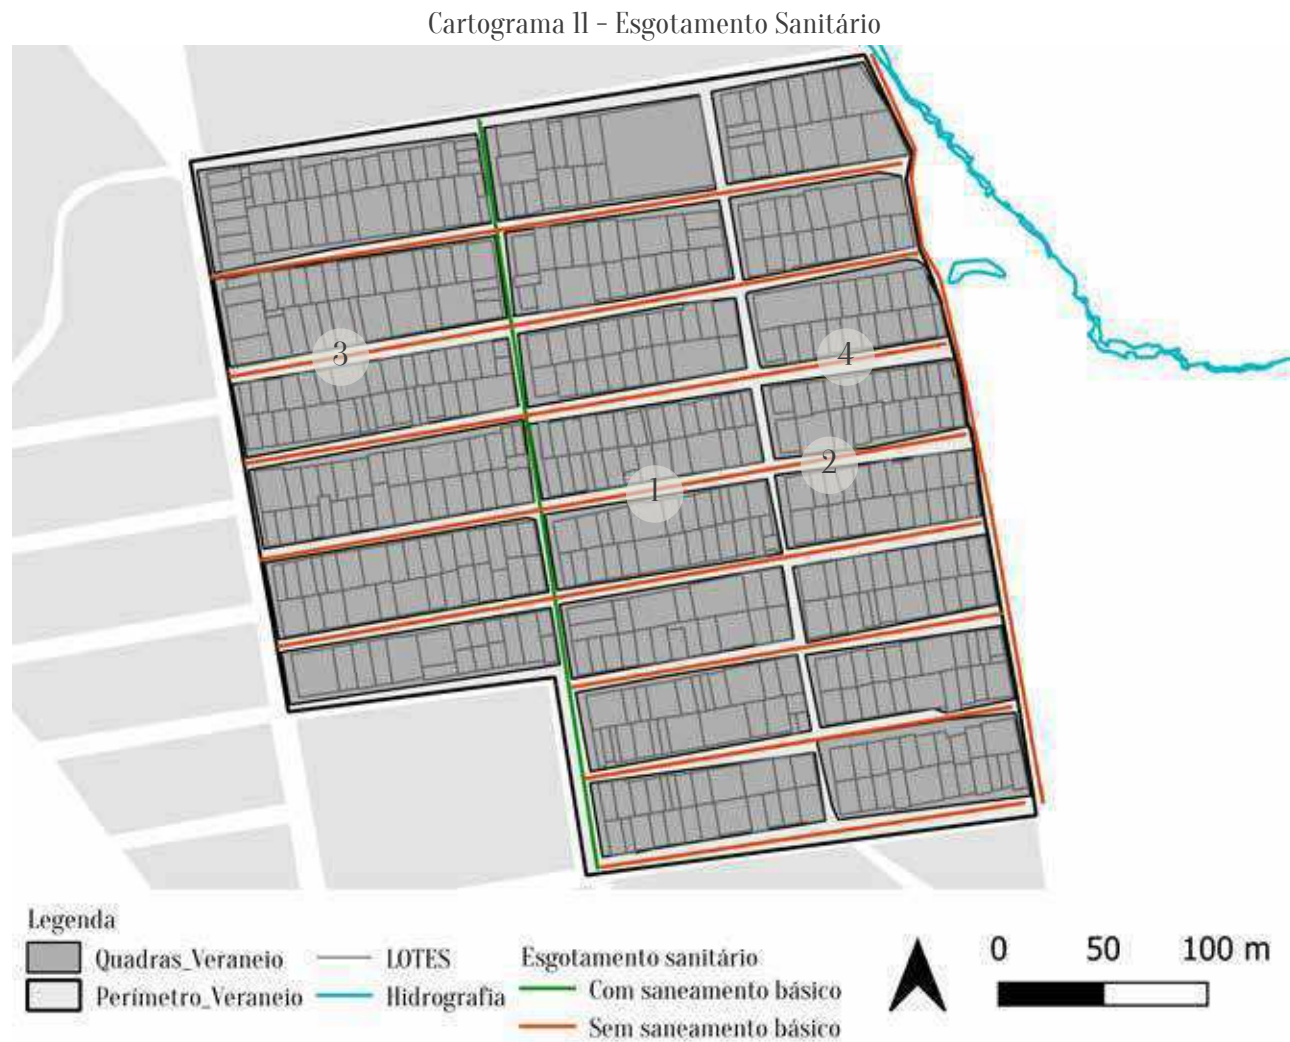 Cartograma 11 - Esgotamento Sanitário
3
4
2
1
Legenda
Quadras_Veraneio
Perímetro_Veraneio
LOTES
Hidrografia
Esgotamento sanitário
Com saneamento básico
Sem saneamento básico
0 50 100 m